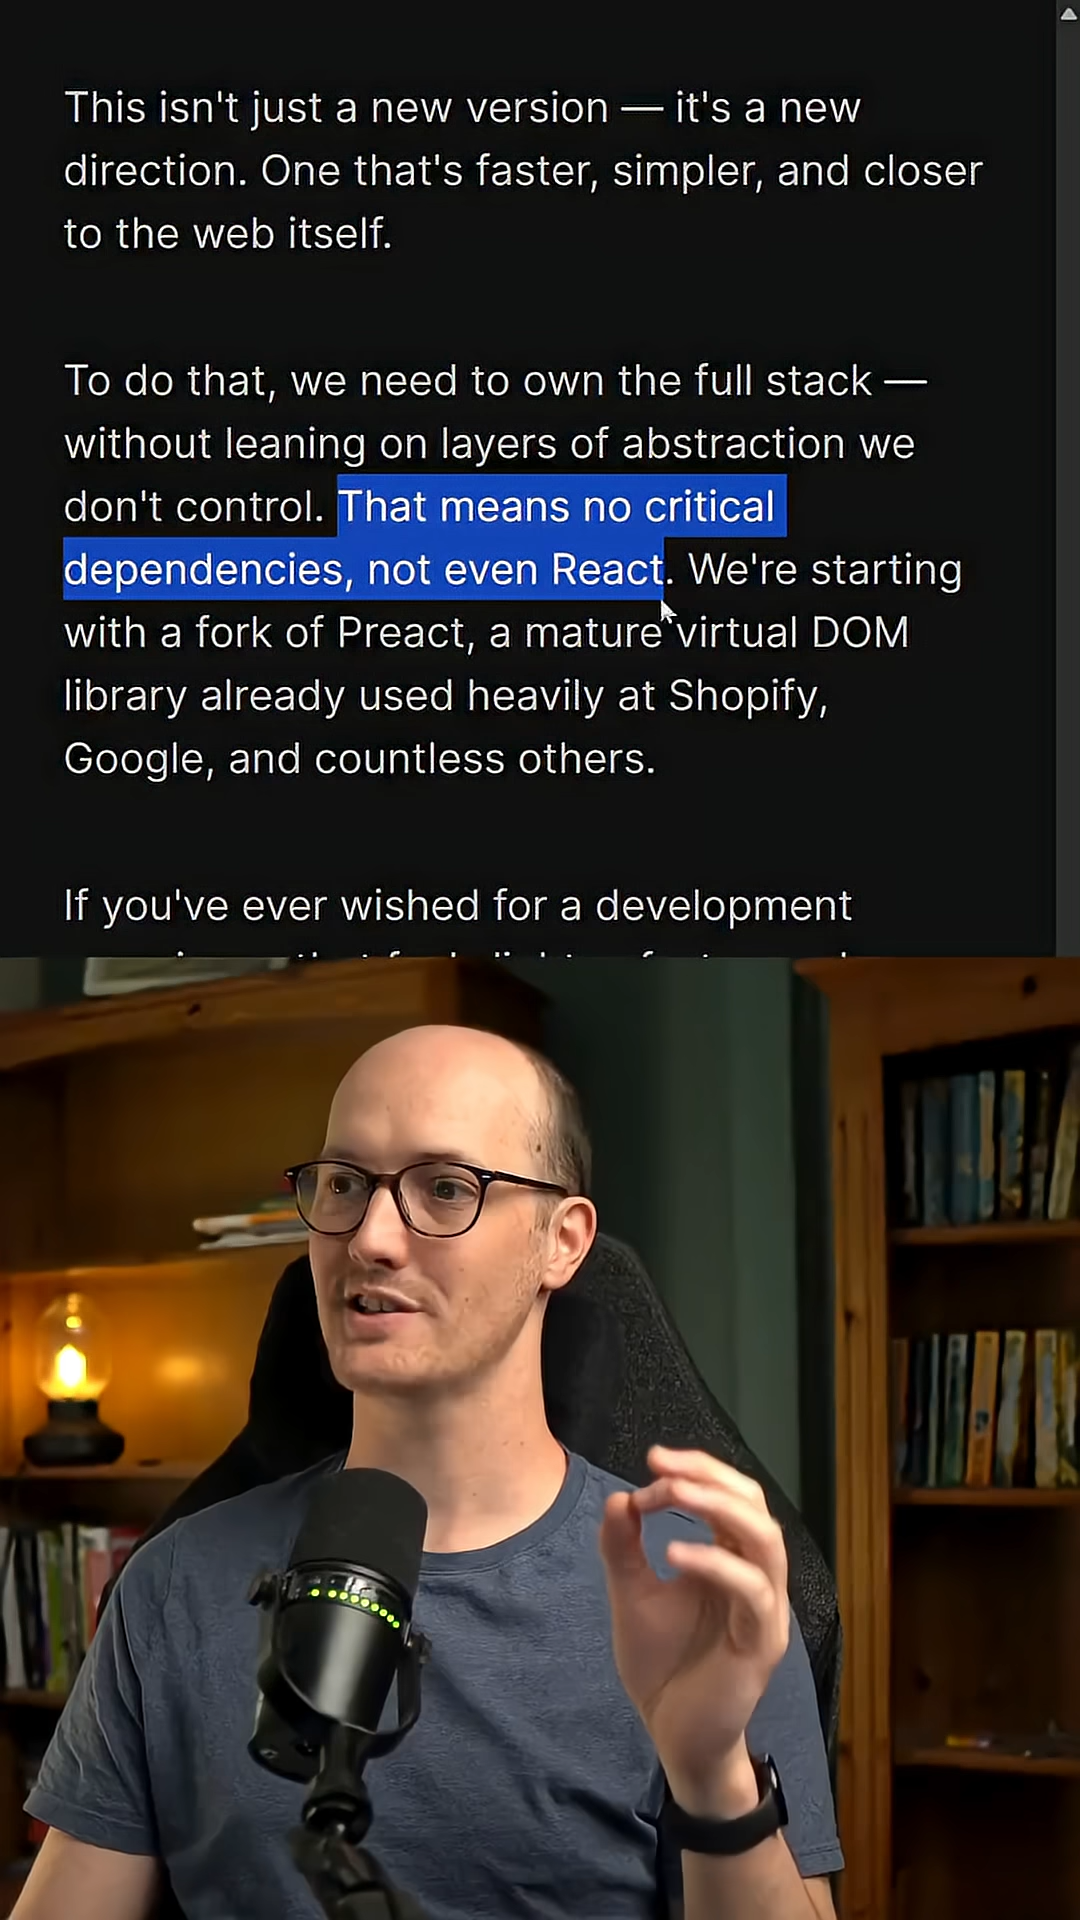 This isn't just a new version — it's a new
direction. One that's faster, simpler, and closer
to the web itself.
To do that, we need to own the full stack —
without leaning on layers of abstraction we
don't control. That means no critical
dependencies, not even React. We're starting
with a fork of Preact, a mature virtual DOM
library already used heavily at Shopify,
Google, and countless others.
If you've ever wished for a development